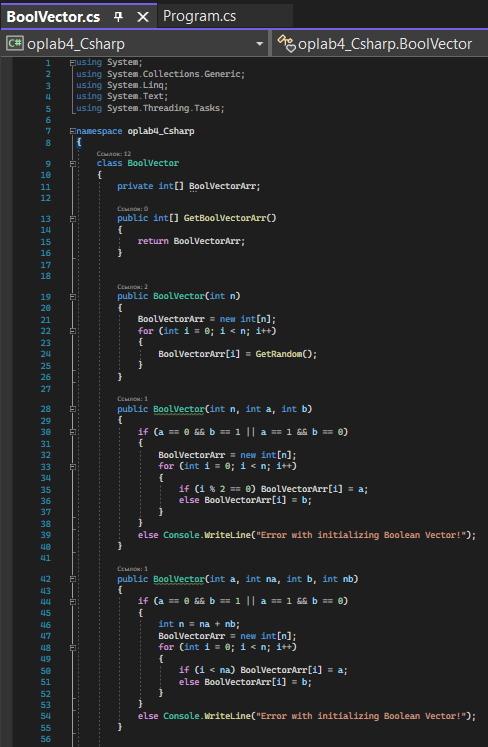 BoolVector.cs Program.cs
C# oplab4_Csharp oplab4_Csharp.BoolVector
1 using System;
2 using System.Collections.Generic;
3 using System.Linq;
4 using System.Text;
5 using System.Threading.Tasks;
6
7 namespace oplab4_Csharp
8 {
Ссылок: 12
9 class BoolVector
10 {
11 private int[] BoolVectorArr;
12
Ссылок: 0
13 public int[] GetBoolVectorArr()
14 {
15 return BoolVectorArr;
16 }
17
18
Ссылок: 2
19 public BoolVector(int n)
20 {
21 BoolVectorArr = new int[n];
22 for (int i = 0; i < n; i++)
23 {
24 BoolVectorArr[i] = GetRandom();
25 }
26 }
27
Ссылок: 1
28 public BoolVector(int n, int a, int b)
29 {
30 if (a == 0 && b == 1 || a == 1 && b == 0)
31 {
32 BoolVectorArr = new int[n];
33 for (int i = 0; i < n; i++)
34 {
35 if (i % 2 == 0) BoolVectorArr[i] = a;
36 else BoolVectorArr[i] = b;
37 }
38 }
39 else Console.WriteLine("Error with initializing Boolean Vector!");
40 }
41
Ссылок: 1
42 public BoolVector(int a, int na, int b, int nb)
43 {
44 if (a == 0 && b == 1 || a == 1 && b == 0)
45 {
46 int n = na + nb;
47 BoolVectorArr = new int[n];
48 for (int i = 0; i < n; i++)
49 {
50 if (i < na) BoolVectorArr[i] = a;
51 else BoolVectorArr[i] = b;
52 }
53 }
54 else Console.WriteLine("Error with initializing Boolean Vector!");
55 }
56